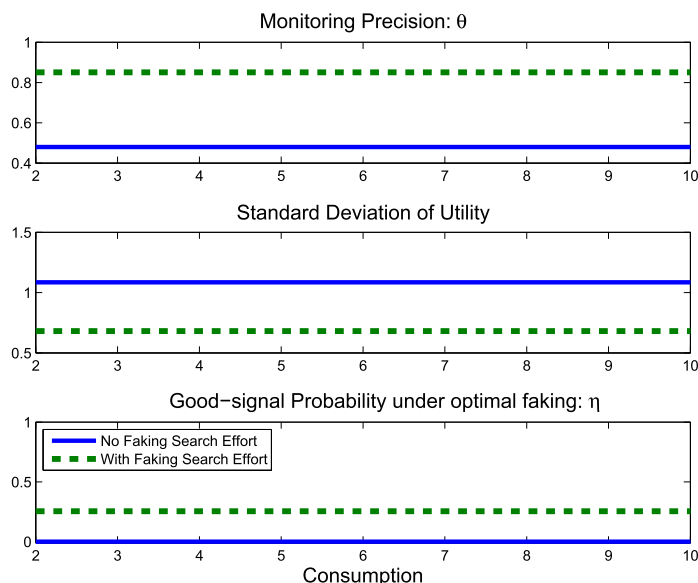 Monitoring Precision: θ
1
0.8
0.6
0.4
2 3 4 5 6 7 8 9 10
Standard Deviation of Utility
1.5
1
0.5
2 3 4 5 6 7 8 9 10
Good−signal Probability under optimal faking: η
1
No Faking Search Effort
With Faking Search Effort
0.5
0
2 3 4 5 6 7 8 9 10
Consumption